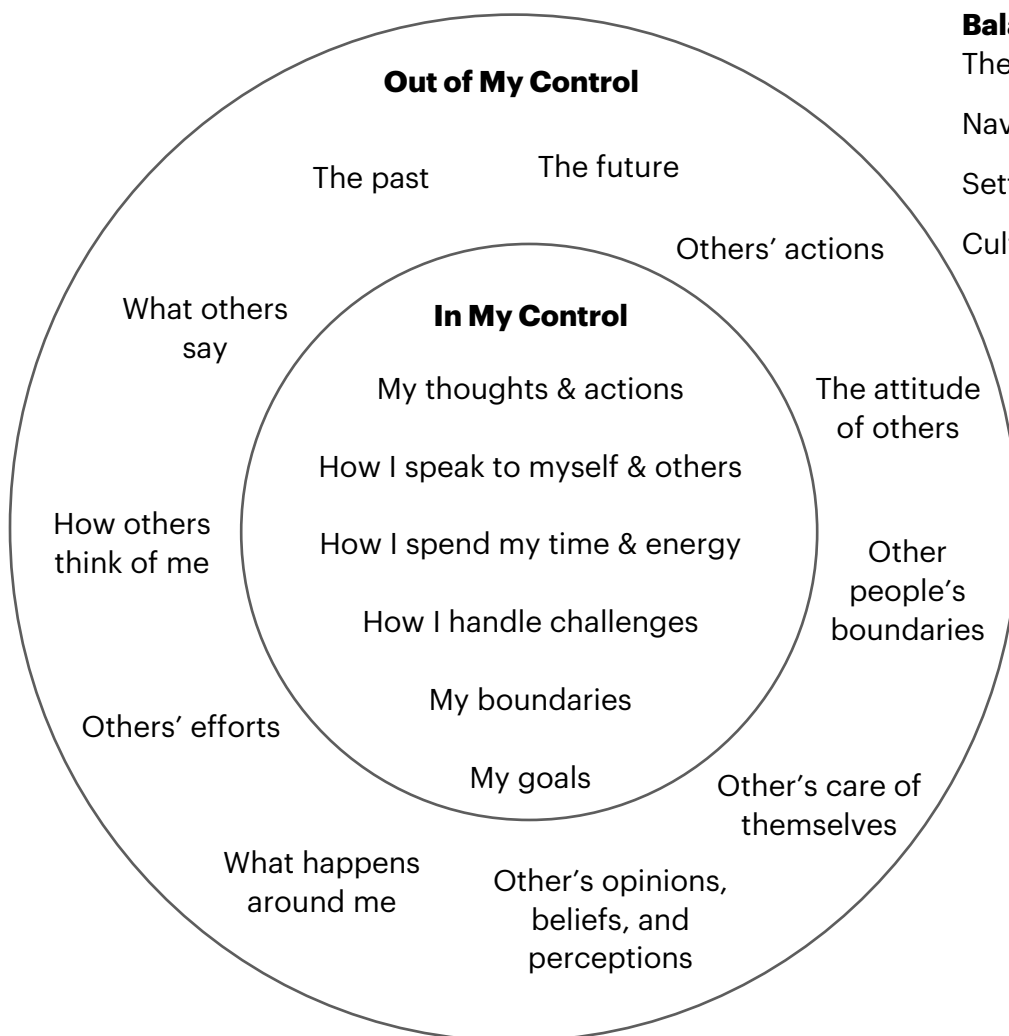 Out of My Control
The past
The future
Others’ actions
What others
say
The attitude
of others
How others
think of me
Other
people’s
boundaries
Others’ efforts
Other’s care of
themselves
What happens
around me
Other’s opinions,
beliefs, and
perceptions
In My Control
My thoughts & actions
How I speak to myself & others
How I spend my time & energy
How I handle challenges
My boundaries
My goals
The